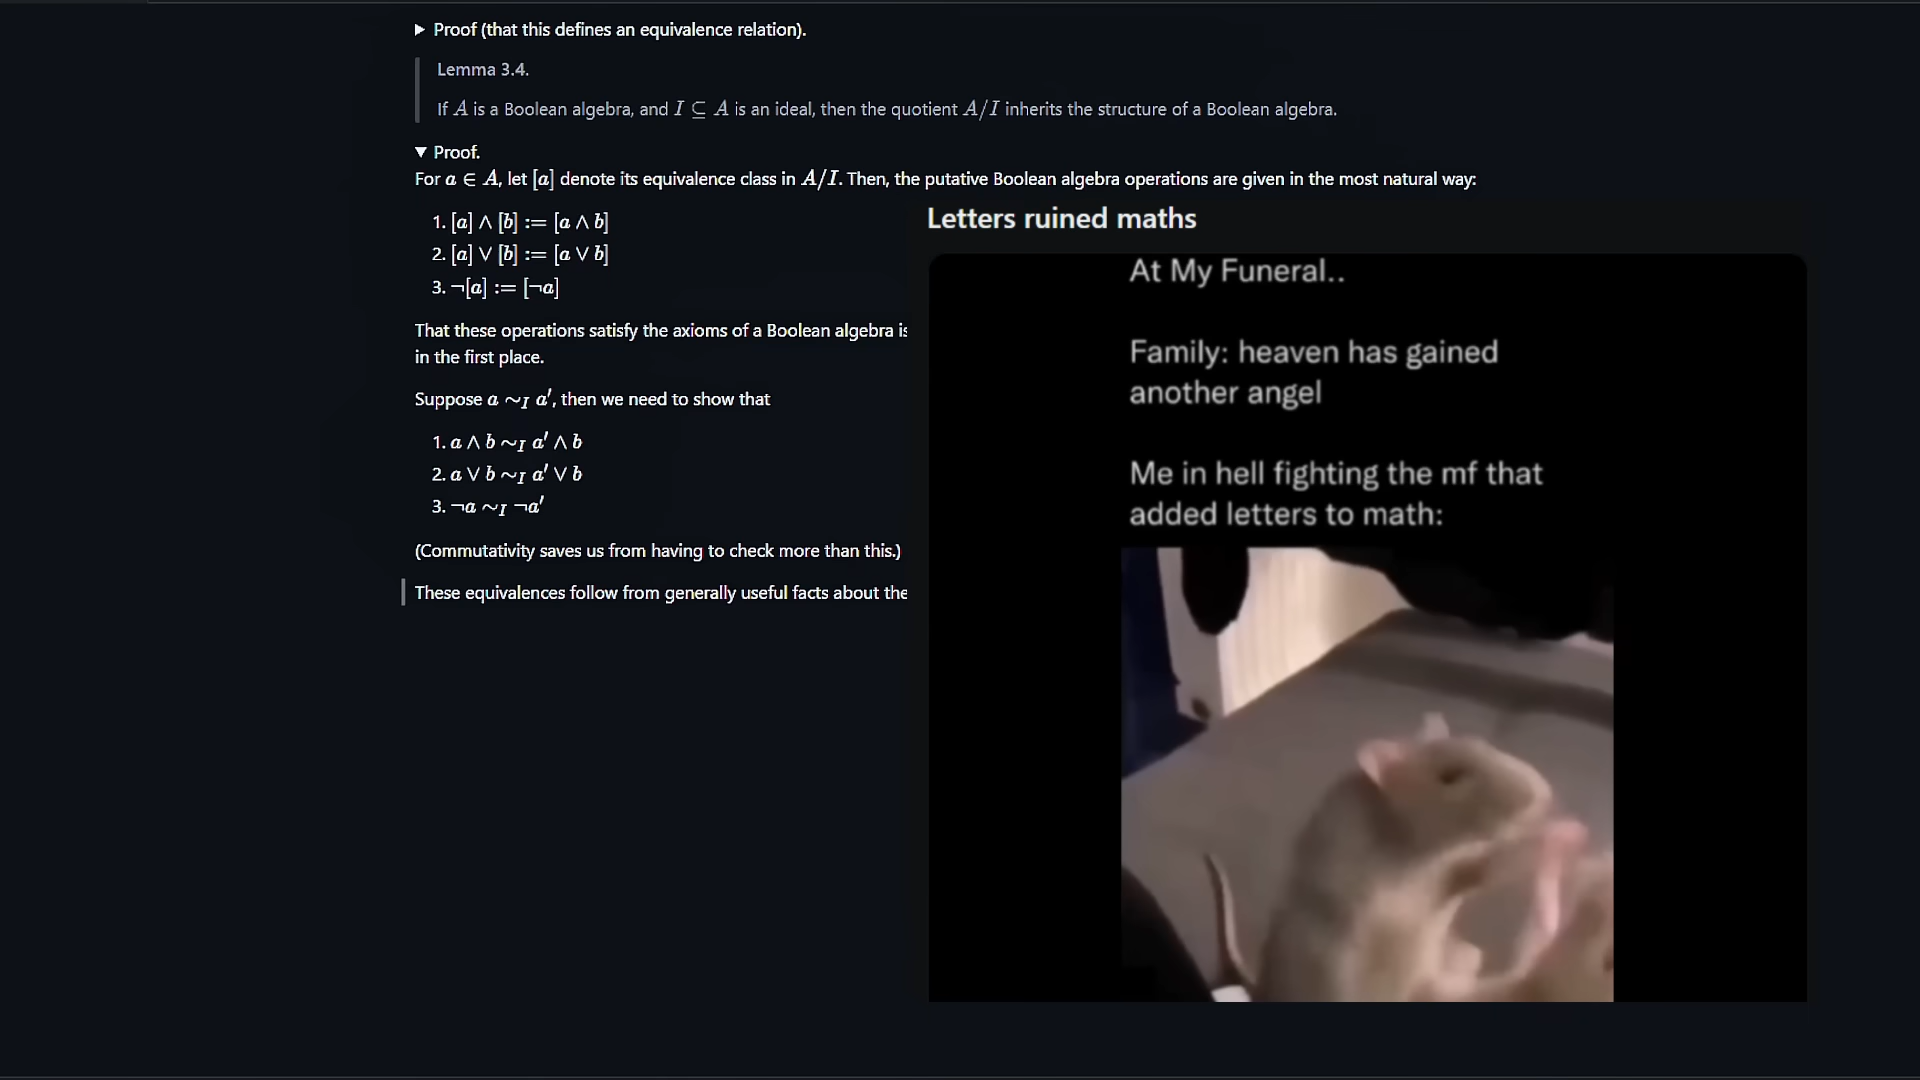 ▶ Proof (that this defines an equivalence relation).
Lemma 3.4.
If A is a Boolean algebra, and I ⊆ A is an ideal, then the quotient A/I inherits the structure of a Boolean algebra.
▼ Proof.
For a ∈ A, let [a] denote its equivalence class in A/I. Then, the putative Boolean algebra operations are given in the most natural way:
1. [a] ∧ [b] := [a ∧ b]
2. [a] ∨ [b] := [a ∨ b]
3. ¬[a] := [¬a]
That these operations satisfy the axioms of a Boolean algebra is
in the first place.
Suppose a ∼I a′, then we need to show that
1. a ∧ b ∼I a′ ∧ b
2. a ∨ b ∼I a′ ∨ b
3. ¬a ∼I ¬a′
(Commutativity saves us from having to check more than this.)
These equivalences follow from generally useful facts about the
Letters ruined maths
At My Funeral..
Family: heaven has gained
another angel
Me in hell fighting the mf that
added letters to math: